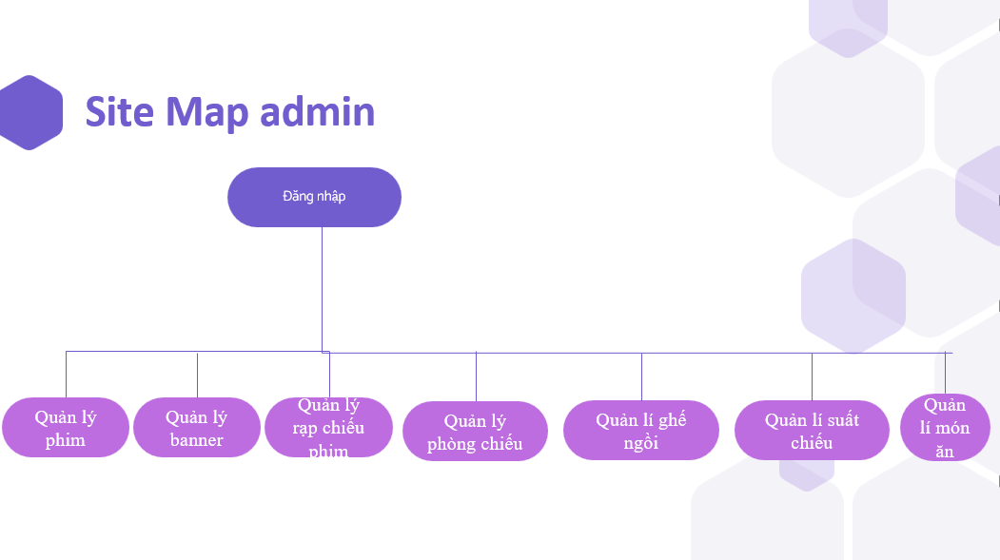 Site Map admin
Đăng nhập
Quản lý
phim
Quản lý
banner
Quản lý
rạp chiếu
phim
Quản lý
phòng chiếu
Quản lí ghế
ngồi
Quản lí suất
chiếu
Quản
lí món
ăn